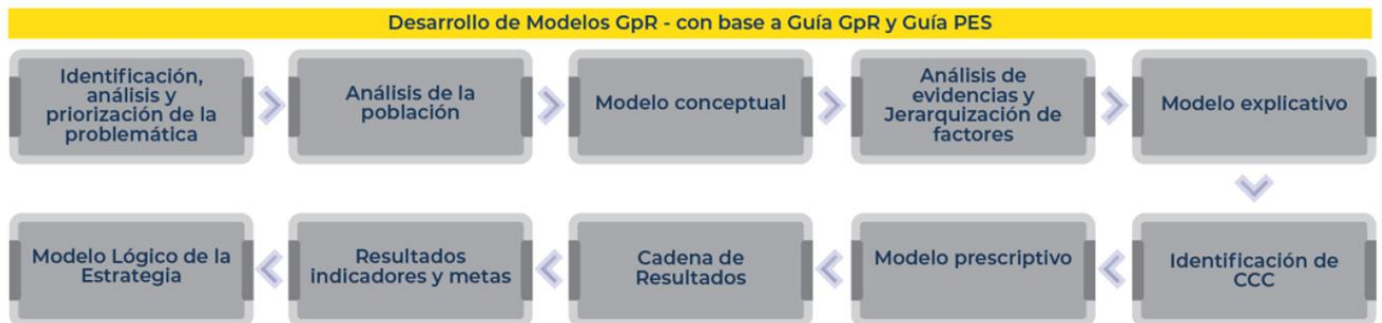 Desarrollo de Modelos GpR - con base a Guía GpR y Guía PES
Identificación,
análisis y
priorización de la
problemática
Análisis de la
población
Modelo conceptual
Análisis de
evidencias y
Jerarquización de
factores
Modelo explicativo
Identificación de
CCC
Modelo prescriptivo
Cadena de
Resultados
Resultados
indicadores y metas
Modelo Lógico de la
Estrategia